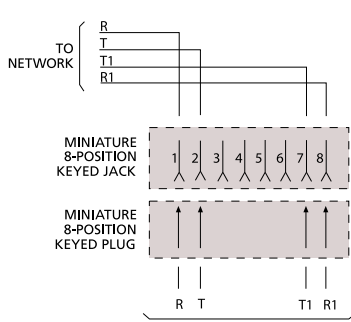 R
T
T1
R1
TO
NETWORK
MINIATURE
8-POSITION
KEYED JACK
1 2 3 4 5 6 7 8
MINIATURE
8-POSITION
KEYED PLUG
R T T1 R1